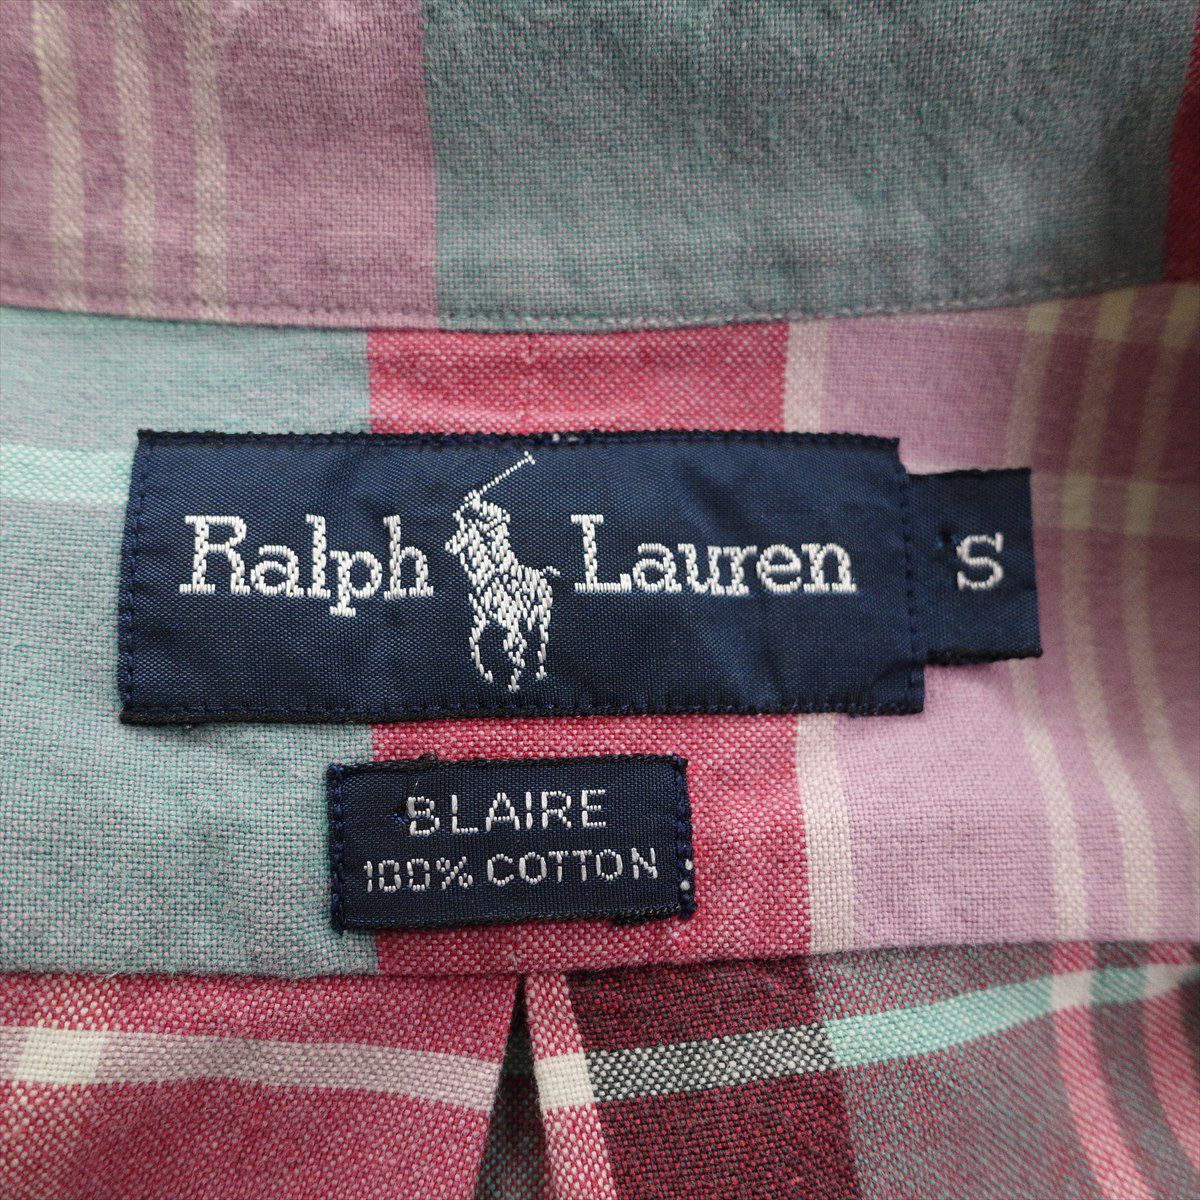 Ralph Lauren S
BLAIRE
100% COTTON